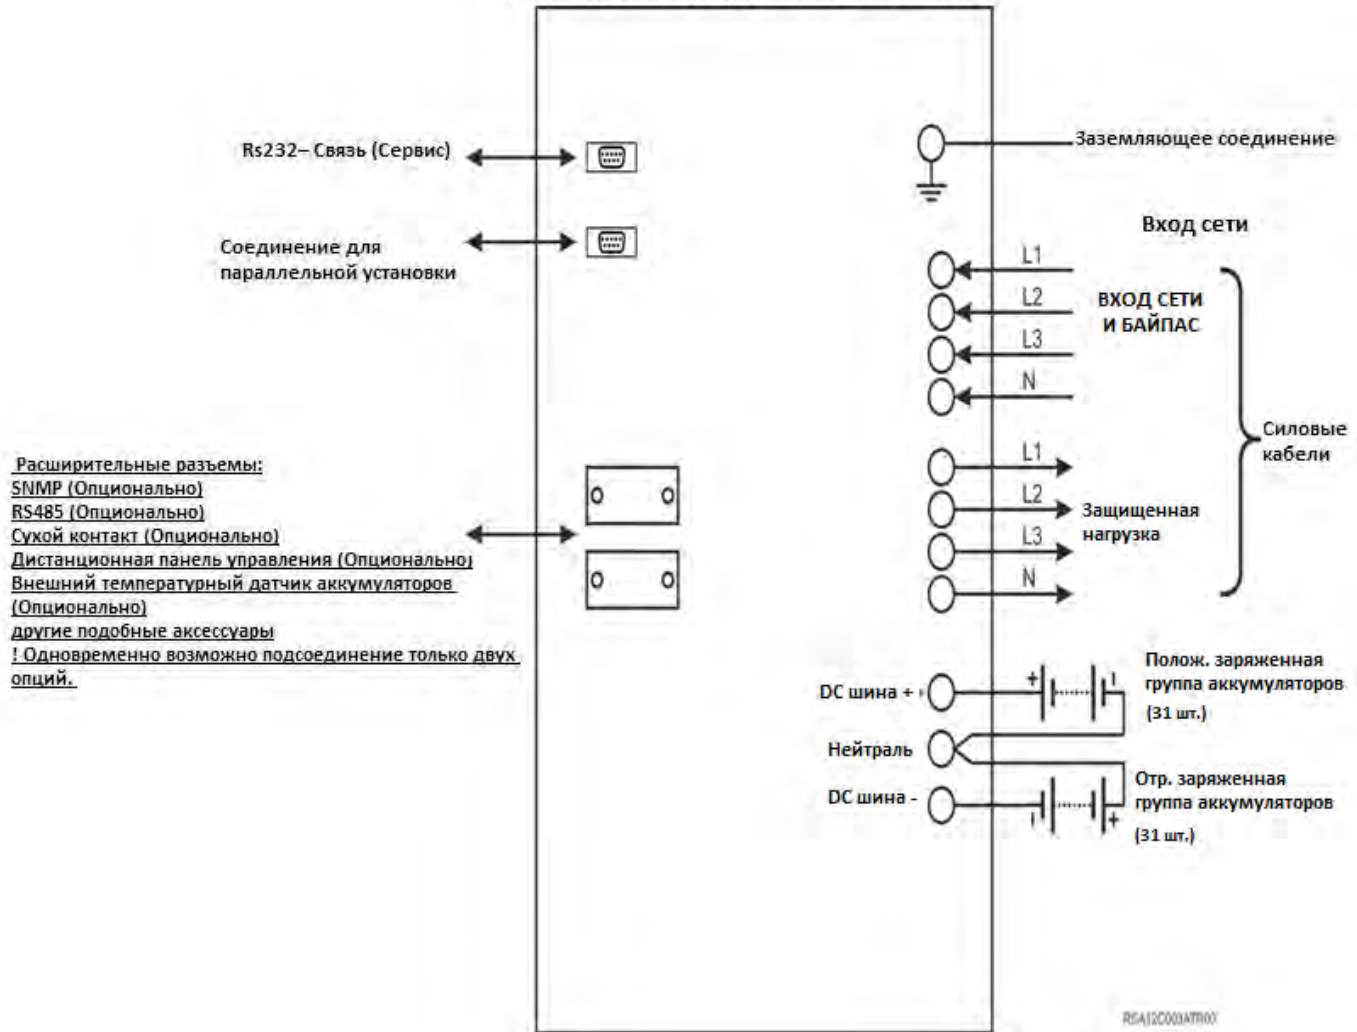 Rs232– Связь (Сервис)
Соединение для
параллельной установки
Расширительные разъемы:
SNMP (Опционально)
RS485 (Опционально)
Сухой контакт (Опционально)
Дистанционная панель управления (Опционально)
Внешний температурный датчик аккумуляторов
(Опционально)
другие подобные аксессуары
! Одновременно возможно подсоединение только двух
опций.
Заземляющее соединение
Вход сети
L1
L2
L3
N
ВХОД СЕТИ
И БАЙПАС
L1
L2
L3
N
Защищенная
нагрузка
Силовые
кабели
DC шина +
Нейтраль
DC шина -
+
-
Полож. заряженная
группа аккумуляторов
(31 шт.)
Отр. заряженная
группа аккумуляторов
(31 шт.)
-
+